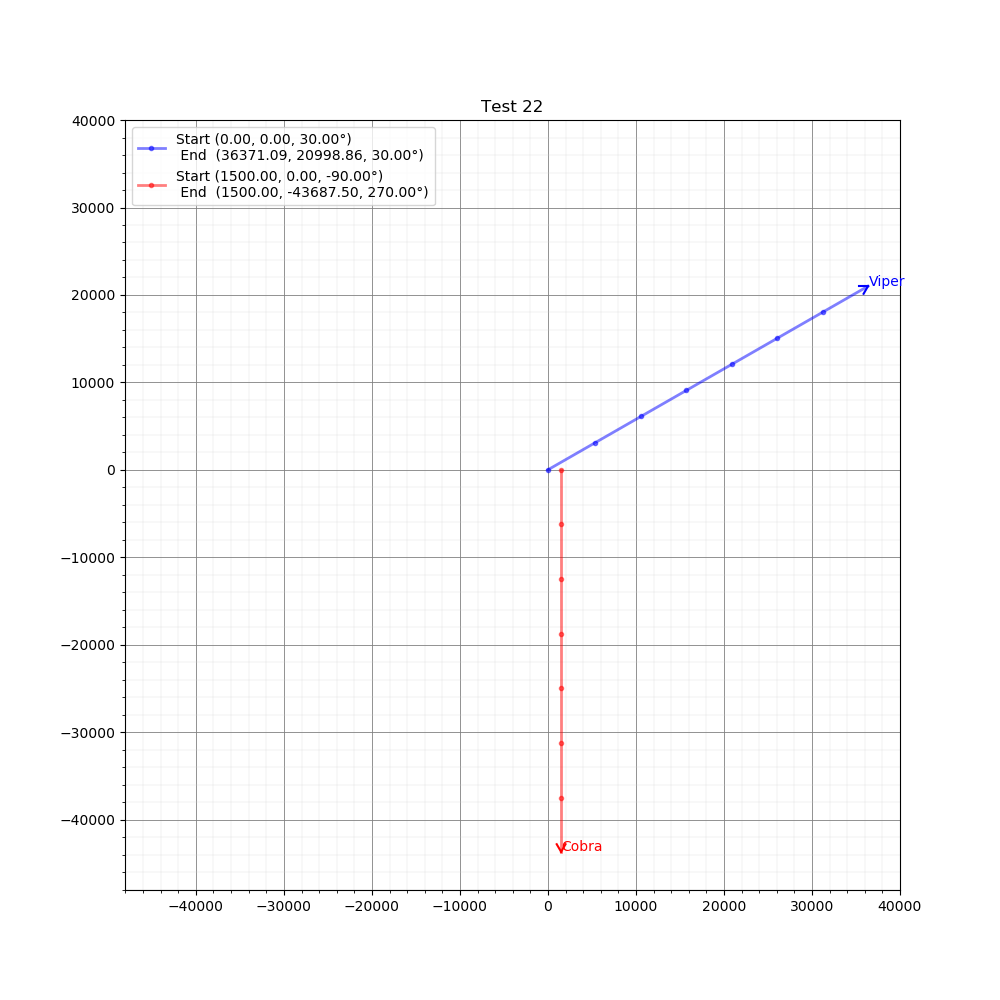 Test 22
Start (0.00, 0.00, 30.00°)
End  (36371.09, 20998.86, 30.00°)
Start (1500.00, 0.00, -90.00°)
End  (1500.00, -43687.50, 270.00°)
40000
30000
20000
10000
0
−10000
−20000
−30000
−40000
Viper
Cobra
−40000 −30000 −20000 −10000 0 10000 20000 30000 40000